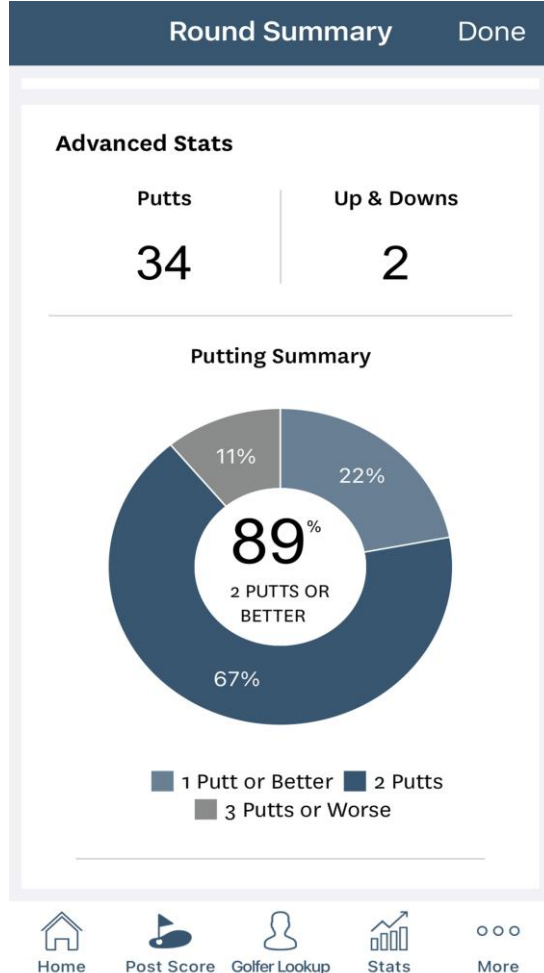 Round Summary Done
Advanced Stats
Putts Up & Downs
34 2
Putting Summary
11%
22%
89%
2 PUTTS OR
BETTER
67%
1 Putt or Better 2 Putts
3 Putts or Worse
Home Post Score Golfer Lookup Stats More